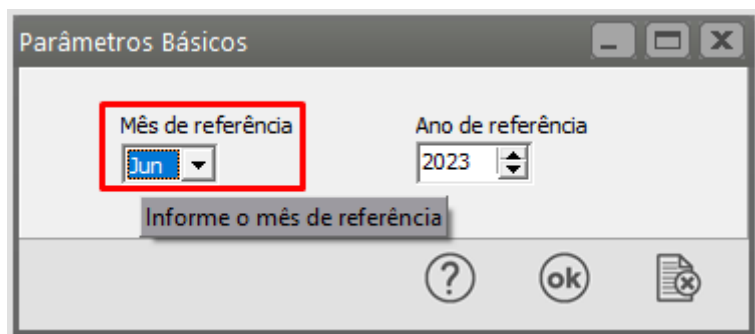 Parâmetros Básicos
Mês de referência
Ano de referência
Jun
2023
Informe o mês de referência
?
ok